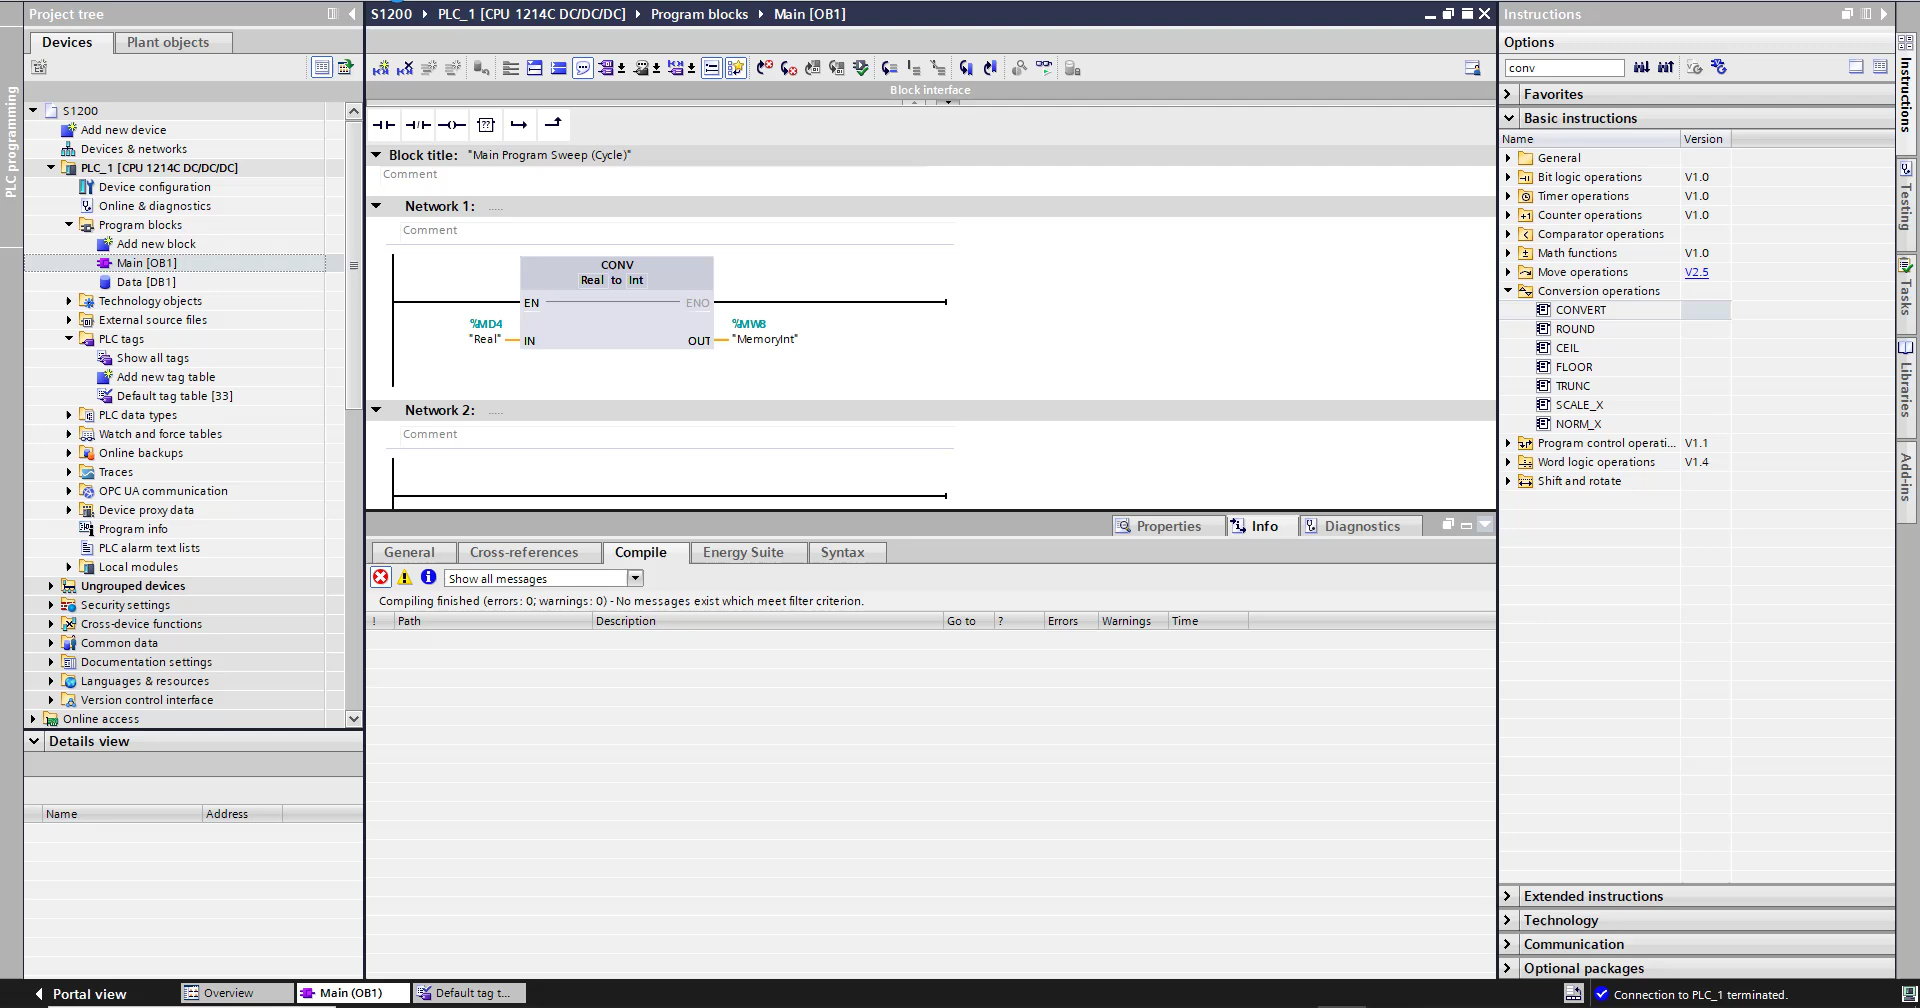 Project tree
Devices
Plant objects
PLC programming
S1200
Add new device
Devices & networks
PLC_1 [CPU 1214C DC/DC/DC]
Device configuration
Online & diagnostics
Program blocks
Add new block
Main [OB1]
Data [DB1]
Technology objects
External source files
PLC tags
Show all tags
Add new tag table
Default tag table [33]
PLC data types
Watch and force tables
Online backups
Traces
OPC UA communication
Device proxy data
Program info
PLC alarm text lists
Local modules
Ungrouped devices
Security settings
Cross-device functions
Common data
Documentation settings
Languages & resources
Version control interface
Online access
Details view
Name Address
S1200 PLC_1 [CPU 1214C DC/DC/DC] Program blocks Main [OB1]
Block interface
??
Block title: "Main Program Sweep (Cycle)"
Comment
Network 1: .....
Comment
CONV
Real to Int
EN ENO
%MD4
"Real" IN
%MW8
OUT "MemoryInt"
Network 2: .....
Comment
Properties Info Diagnostics
General Cross-references Compile Energy Suite Syntax
Show all messages
Compiling finished (errors: 0; warnings: 0) - No messages exist which meet filter criterion.
! Path Description Go to ? Errors Warnings Time
Instructions
Options
conv
Favorites
Basic instructions
Name Version
General
Bit logic operations V1.0
Timer operations V1.0
Counter operations V1.0
Comparator operations
Math functions V1.0
Move operations V2.5
Conversion operations
CONVERT
ROUND
CEIL
FLOOR
TRUNC
SCALE_X
NORM_X
Program control operati... V1.1
Word logic operations V1.4
Shift and rotate
Extended instructions
Technology
Communication
Optional packages
Instructions
Testing
Tasks
Libraries
Add-ins
Portal view Overview Main (OB1) Default tag t... Connection to PLC_1 terminated.